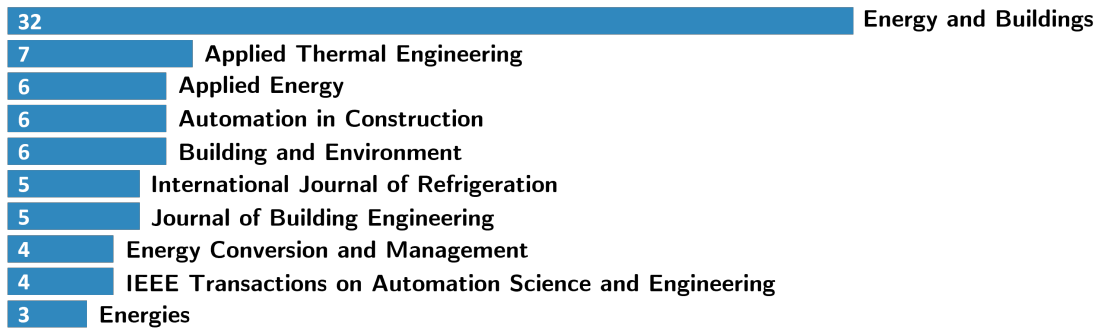 32 Energy and Buildings
7 Applied Thermal Engineering
6 Applied Energy
6 Automation in Construction
6 Building and Environment
5 International Journal of Refrigeration
5 Journal of Building Engineering
4 Energy Conversion and Management
4 IEEE Transactions on Automation Science and Engineering
3 Energies